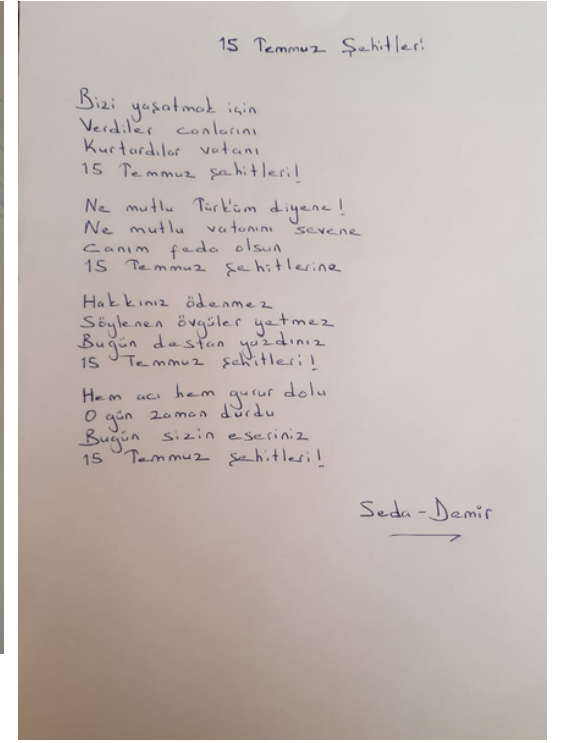 15 Temmuz Şehitleri
Bizi yaşatmak için
Verdiler canlarını
Kurtardılar vatanı
15 Temmuz şehitleri!
Ne mutlu Türk'üm diyene!
Ne mutlu vatanını sevene
Canım feda olsun
15 Temmuz şehitlerine
Hakkınız ödenmez
Söylenen övgüler yetmez
Bugün destan yazdınız
15 Temmuz şehitleri!
Hem acı hem gurur dolu
O gün zaman durdu
Bugün sizin eseriniz
15 Temmuz şehitleri!
Seda-Demir